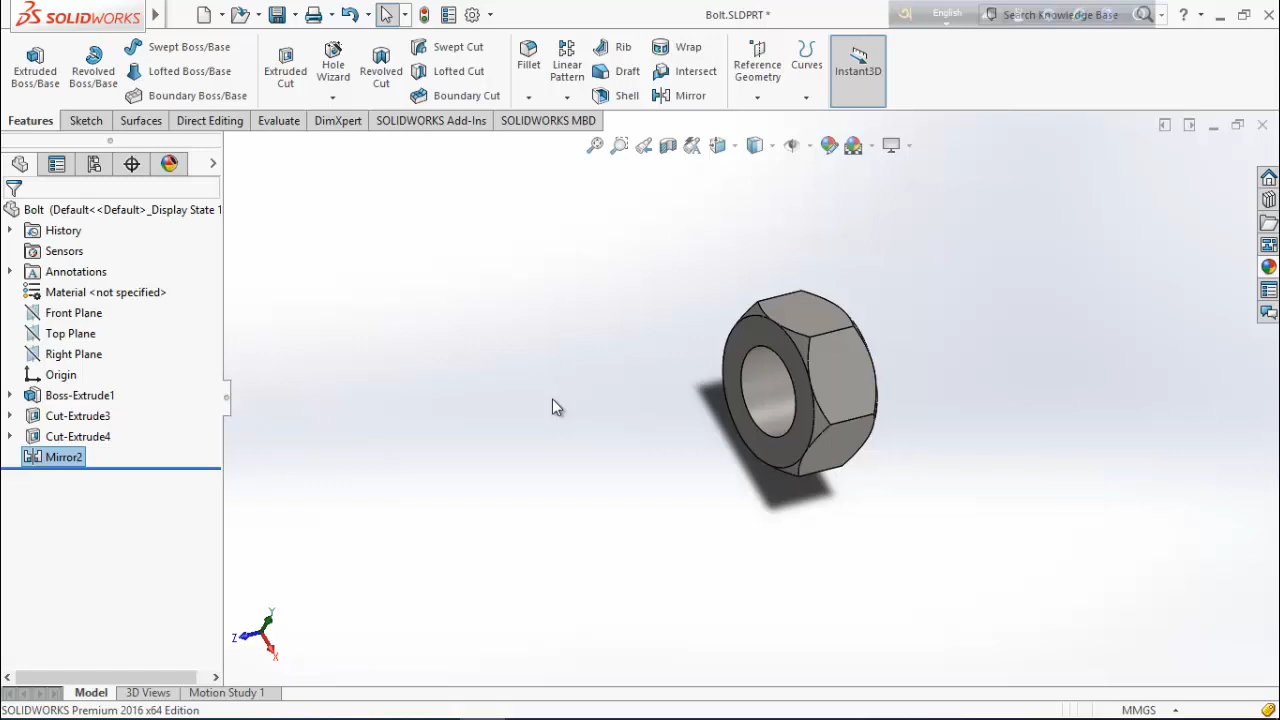 SOLIDWORKS
Bolt.SLDPRT *
English
Search Knowledge Base
?
Extruded Boss/Base
Revolved Boss/Base
Swept Boss/Base
Lofted Boss/Base
Boundary Boss/Base
Extruded Cut
Hole Wizard
Revolved Cut
Swept Cut
Lofted Cut
Boundary Cut
Fillet
Linear Pattern
Rib
Draft
Shell
Wrap
Intersect
Mirror
Reference Geometry
Curves
Instant3D
Features
Sketch
Surfaces
Direct Editing
Evaluate
DimXpert
SOLIDWORKS Add-Ins
SOLIDWORKS MBD
Bolt (Default<<Default>_Display State 1
History
Sensors
A Annotations
Material <not specified>
Front Plane
Top Plane
Right Plane
Origin
Boss-Extrude1
Cut-Extrude3
Cut-Extrude4
Mirror2
Y
Z
X
Model
3D Views
Motion Study 1
SOLIDWORKS Premium 2016 x64 Edition
MMGS